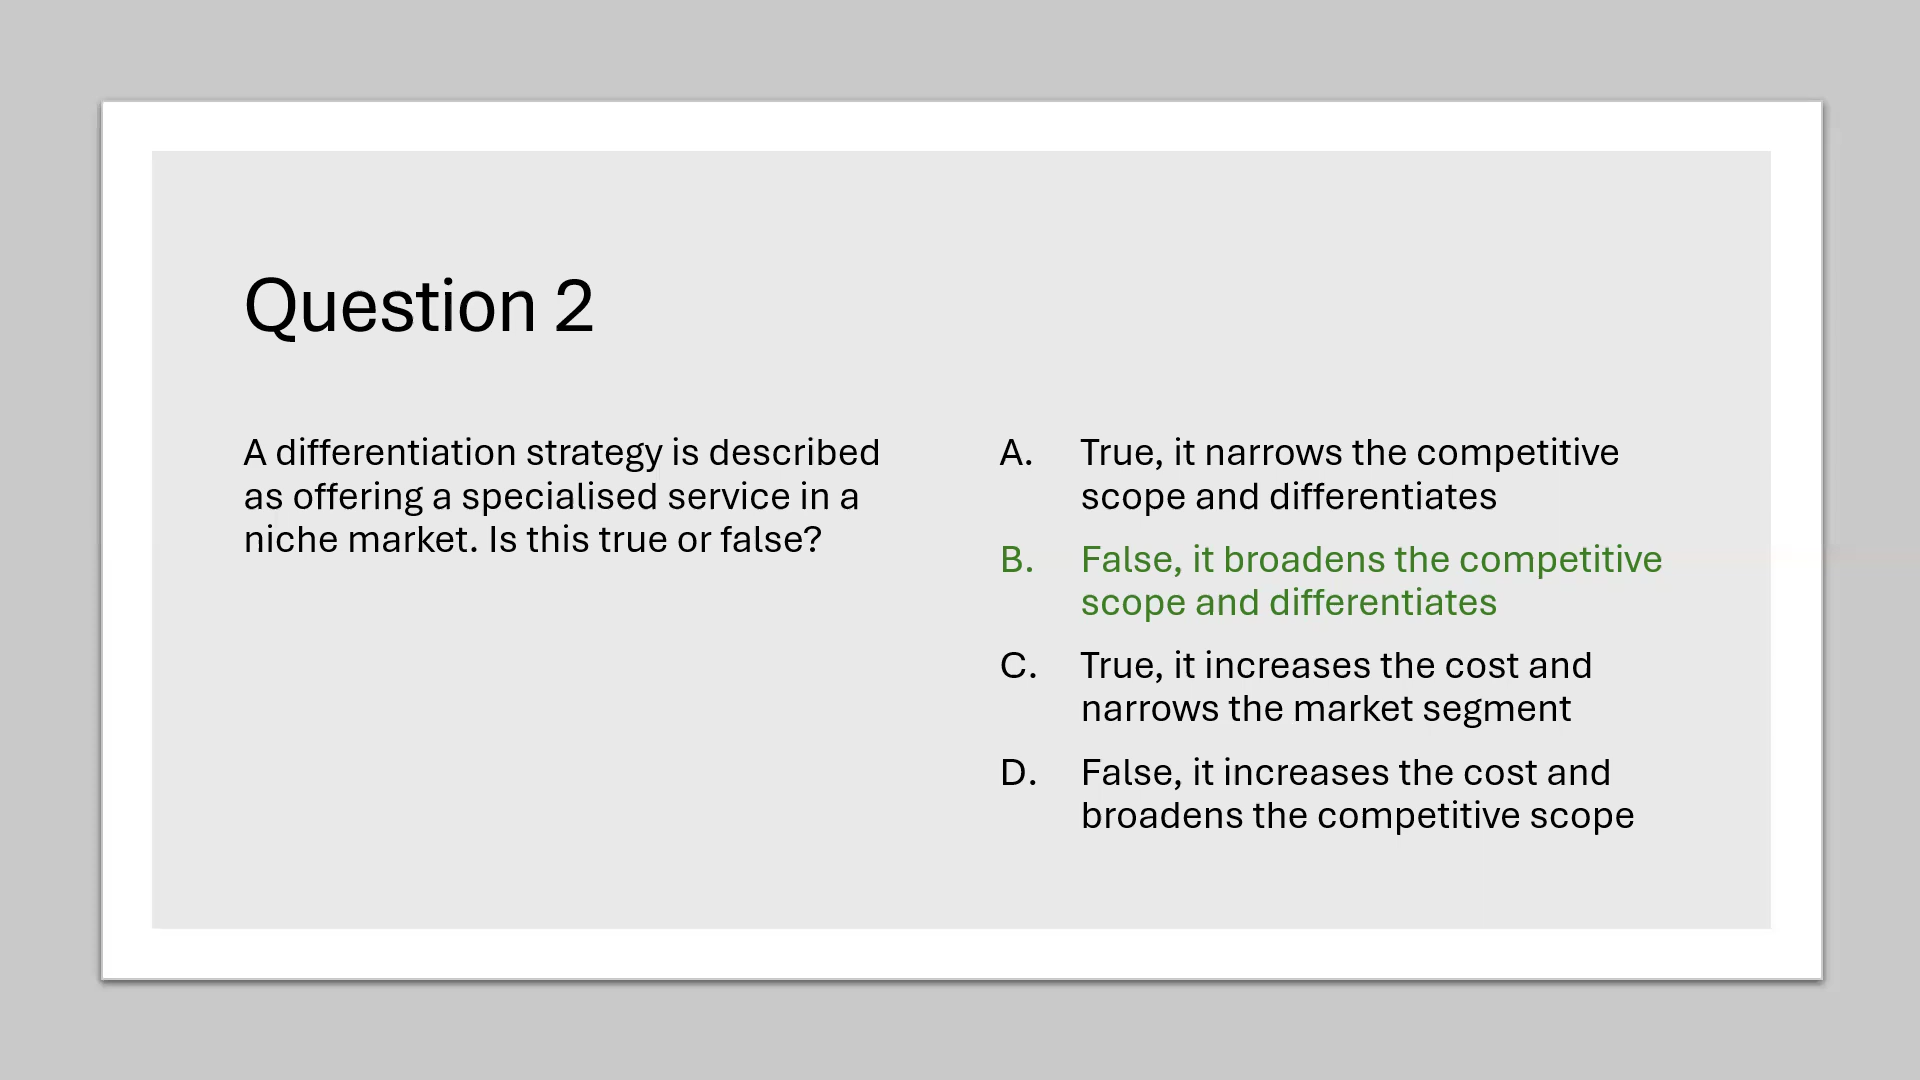 Question 2
A differentiation strategy is described
as offering a specialised service in a
niche market. Is this true or false?
A. True, it narrows the competitive
scope and differentiates
B. False, it broadens the competitive
scope and differentiates
C. True, it increases the cost and
narrows the market segment
D. False, it increases the cost and
broadens the competitive scope